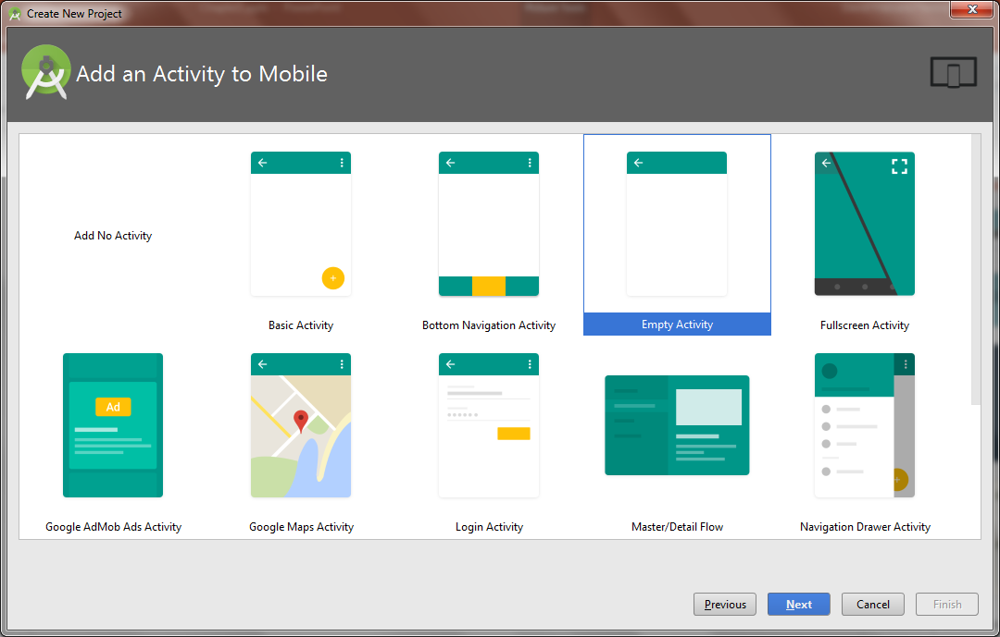 Create New Project
Add an Activity to Mobile
Add No Activity
Basic Activity
Bottom Navigation Activity
Empty Activity
Fullscreen Activity
Ad
Google AdMob Ads Activity
Google Maps Activity
Login Activity
Master/Detail Flow
Navigation Drawer Activity
Previous
Next
Cancel
Finish